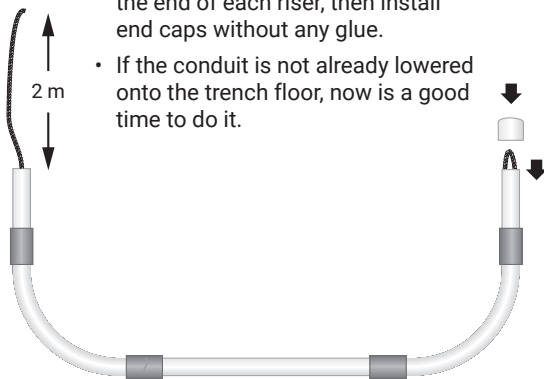 the end of each riser, then install
end caps without any glue.
• If the conduit is not already lowered
onto the trench floor, now is a good
time to do it.
2 m